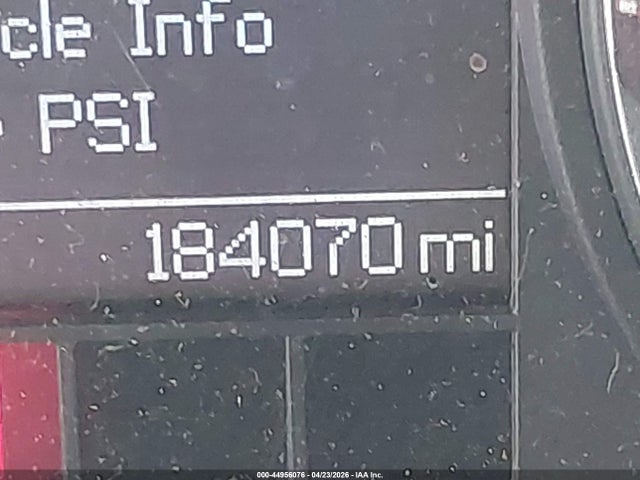 cle Info
PSI
184070 mi
000-44956076 - 04/23/2026 - IAA Inc.